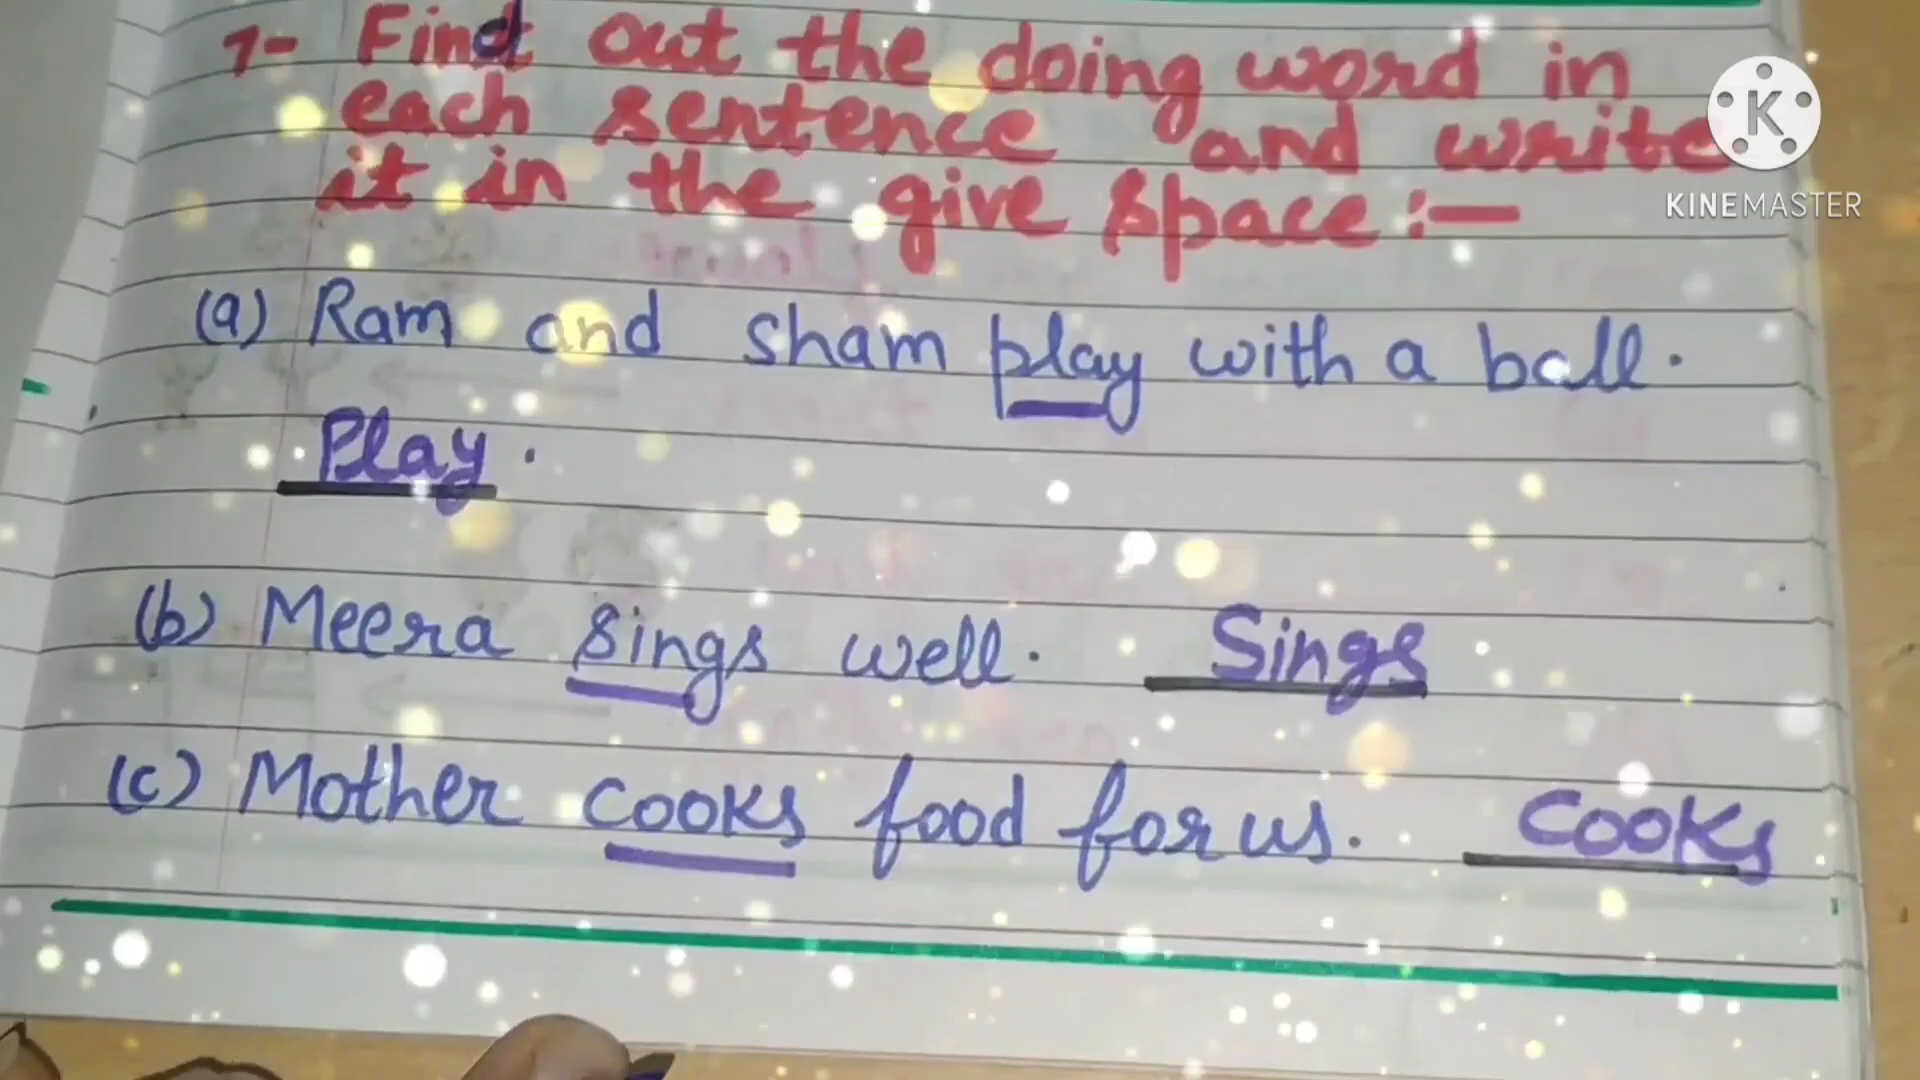 7- Find out the doing word in
each sentence and write
it in the give space:—
K
KINEMASTER
(a) Ram and sham play with a ball.
Play.
(b) Meera sings well. Sings
(c) Mother cooks food for us. Cooks